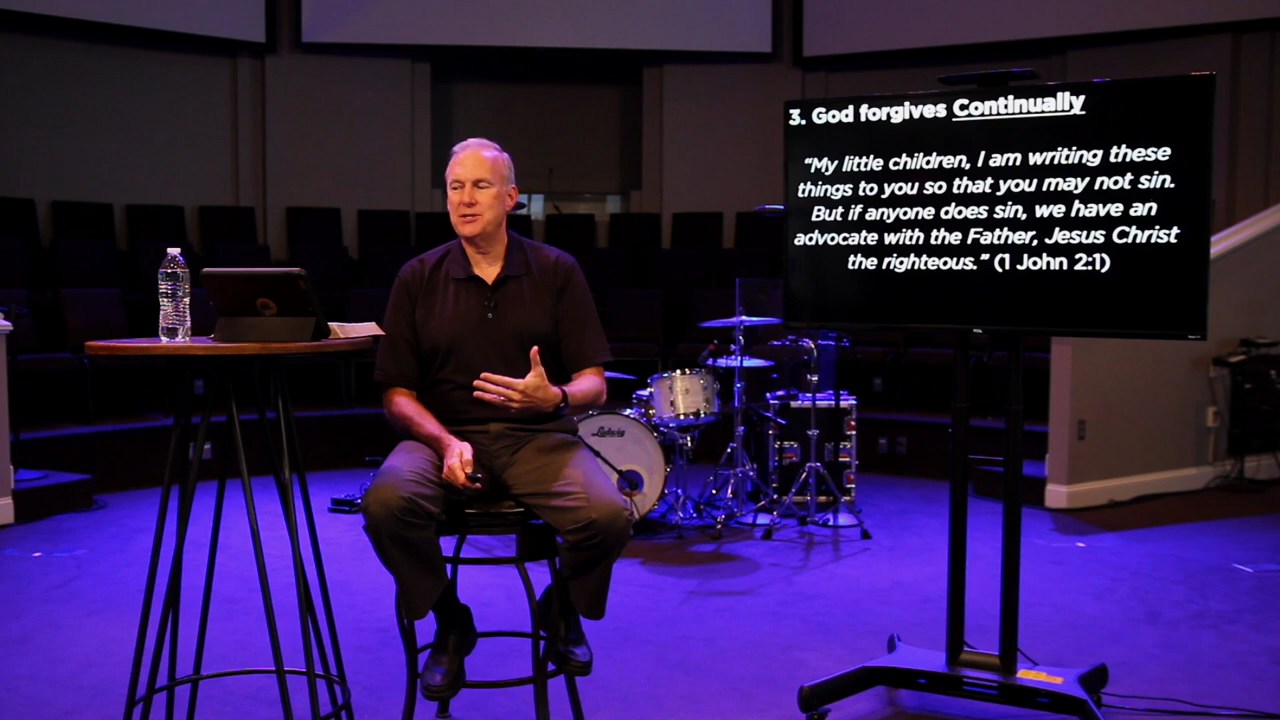 3. God forgives Continually
“My little children, I am writing these
things to you so that you may not sin.
But if anyone does sin, we have an
advocate with the Father, Jesus Christ
the righteous.” (1 John 2:1)
Ludwig